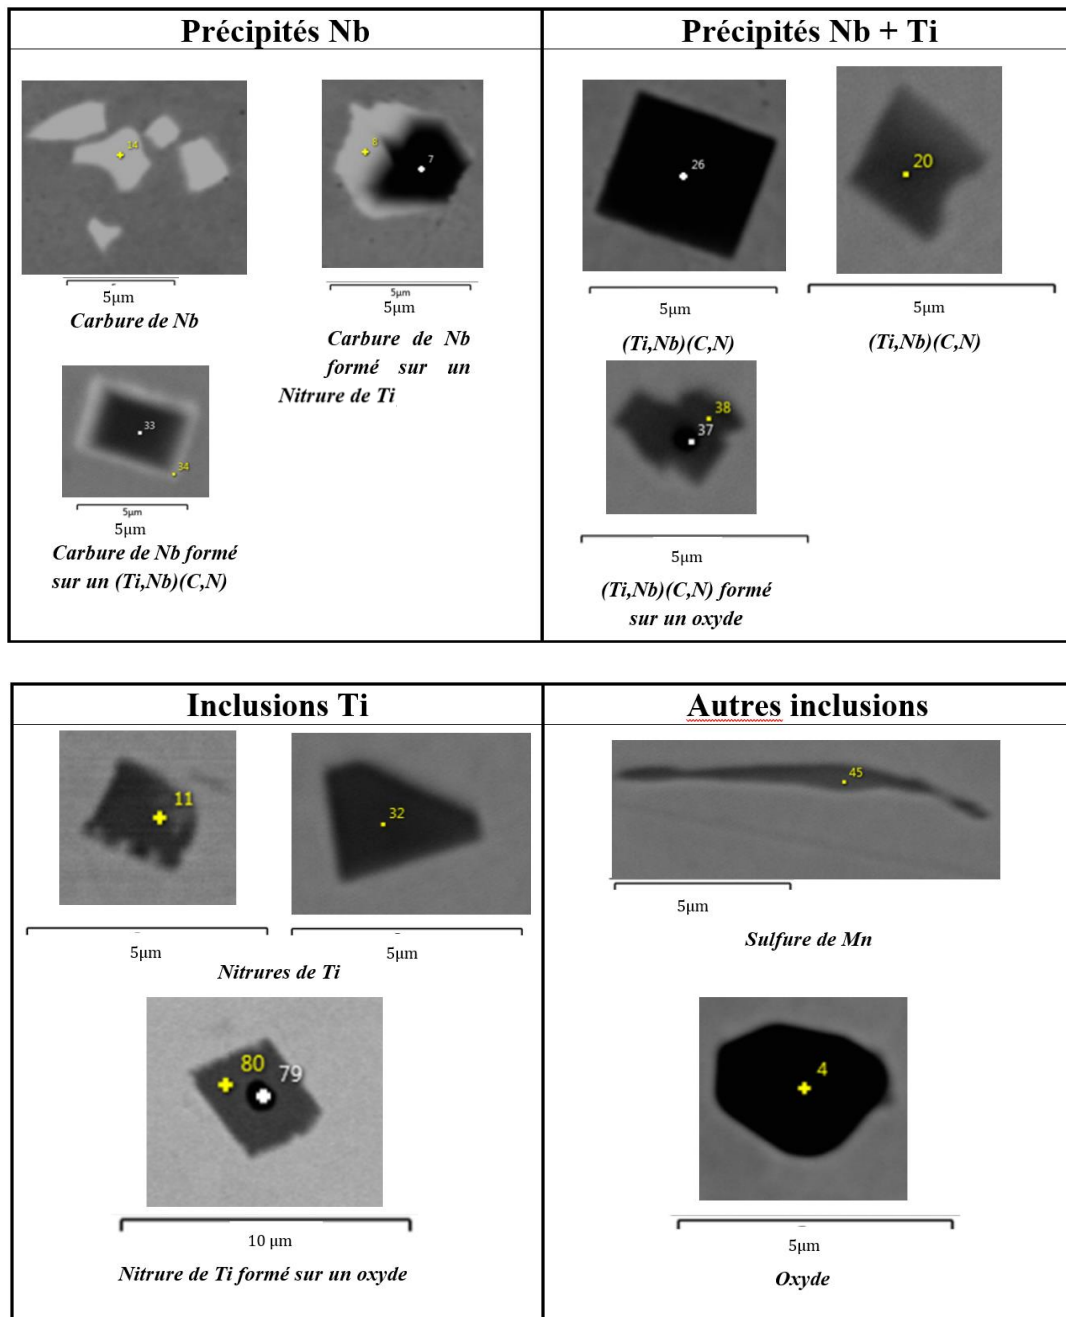 Précipités Nb
Précipités Nb + Ti
14
5µm
Carbure de Nb
8
7
5µm
5µm
Carbure de Nb
formé sur un
Nitrure de Ti
33
34
5µm
5µm
Carbure de Nb formé
sur un (Ti,Nb)(C,N)
26
5µm
(Ti,Nb)(C,N)
20
5µm
(Ti,Nb)(C,N)
38
37
5µm
(Ti,Nb)(C,N) formé
sur un oxyde
Inclusions Ti
Autres inclusions
11
5µm
32
5µm
Nitrures de Ti
80
79
10 µm
Nitrure de Ti formé sur un oxyde
45
5µm
Sulfure de Mn
4
5µm
Oxyde